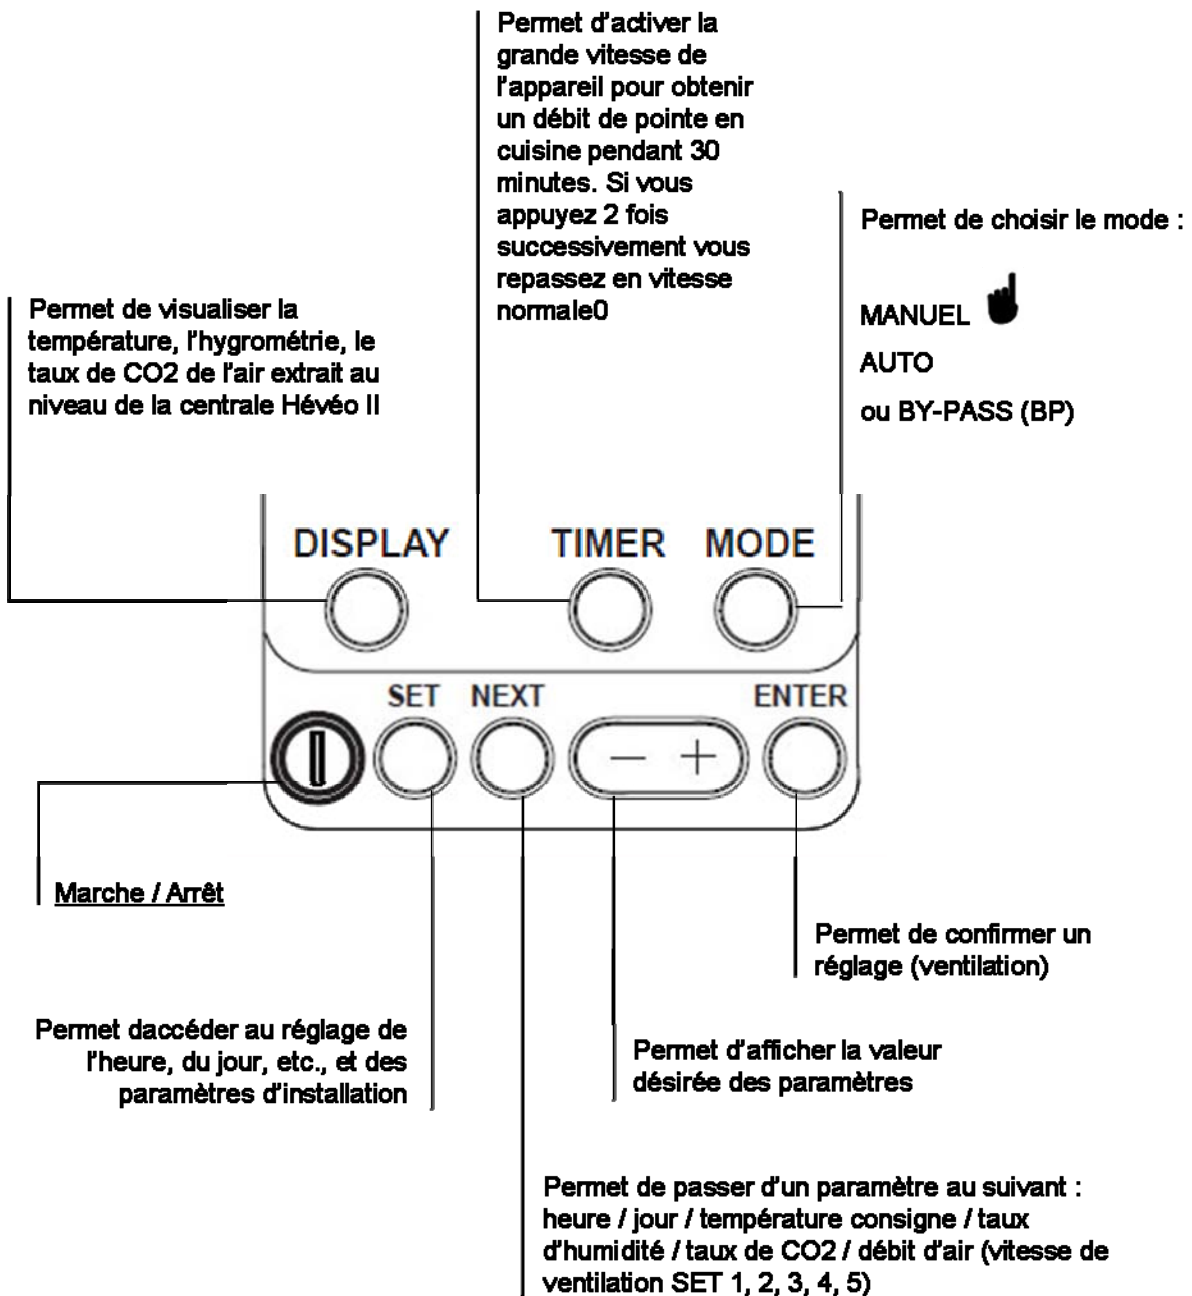 Permet d'activer la
grande vitesse de
l'appareil pour obtenir
un débit de pointe en
cuisine pendant 30
minutes. Si vous
appuyez 2 fois
successivement vous
repassez en vitesse
normale0
Permet de choisir le mode :
MANUEL
AUTO
ou BY-PASS (BP)
Permet de visualiser la
température, l'hygrométrie, le
taux de CO2 de l'air extrait au
niveau de la centrale Hévéo II
DISPLAY TIMER MODE
SET NEXT ENTER
− +
Marche / Arrêt
Permet de confirmer un
réglage (ventilation)
Permet daccéder au réglage de
l'heure, du jour, etc., et des
paramètres d'installation
Permet d'afficher la valeur
désirée des paramètres
Permet de passer d'un paramètre au suivant :
heure / jour / température consigne / taux
d'humidité / taux de CO2 / débit d'air (vitesse de
ventilation SET 1, 2, 3, 4, 5)